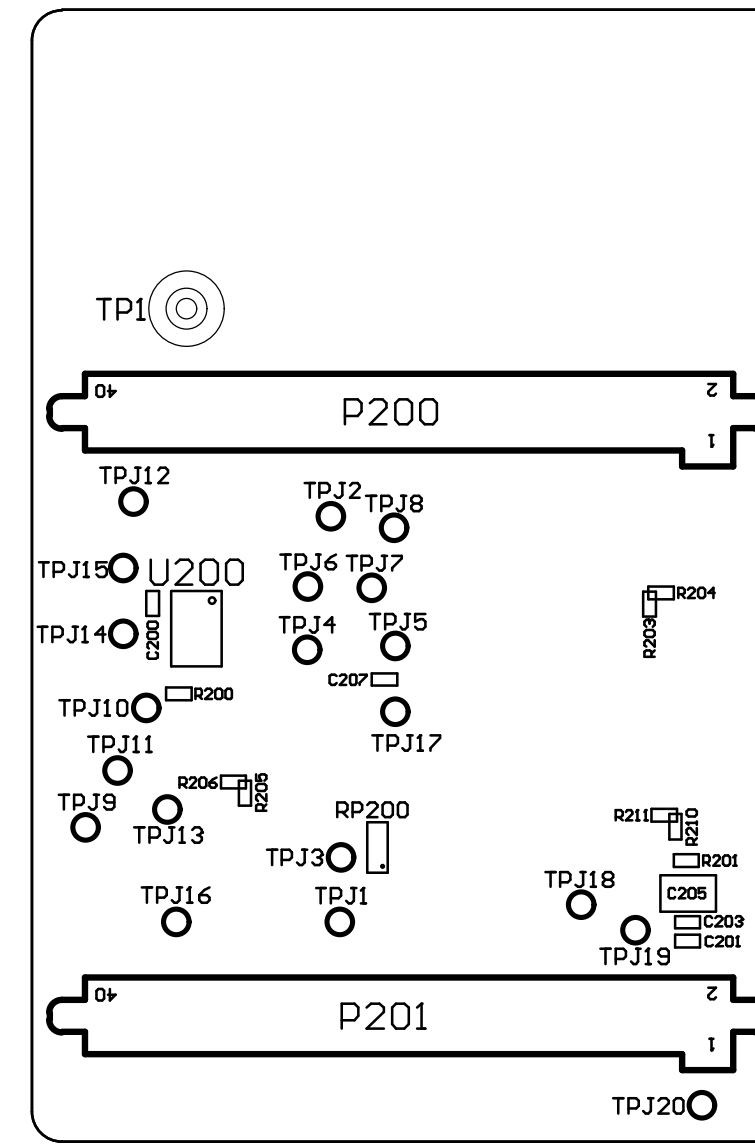 TP1
40
2
P200
1
TPJ12
TPJ2
TPJ8
TPJ15
U200
TPJ6
TPJ7
R204
C200
R203
TPJ14
TPJ4
TPJ5
C207
R200
TPJ10
TPJ17
TPJ11
R206
R205
TPJ9
TPJ13
RP200
R211
R210
TPJ3
R201
TPJ16
TPJ1
TPJ18
C205
C203
TPJ19
C201
40
2
P201
1
TPJ20